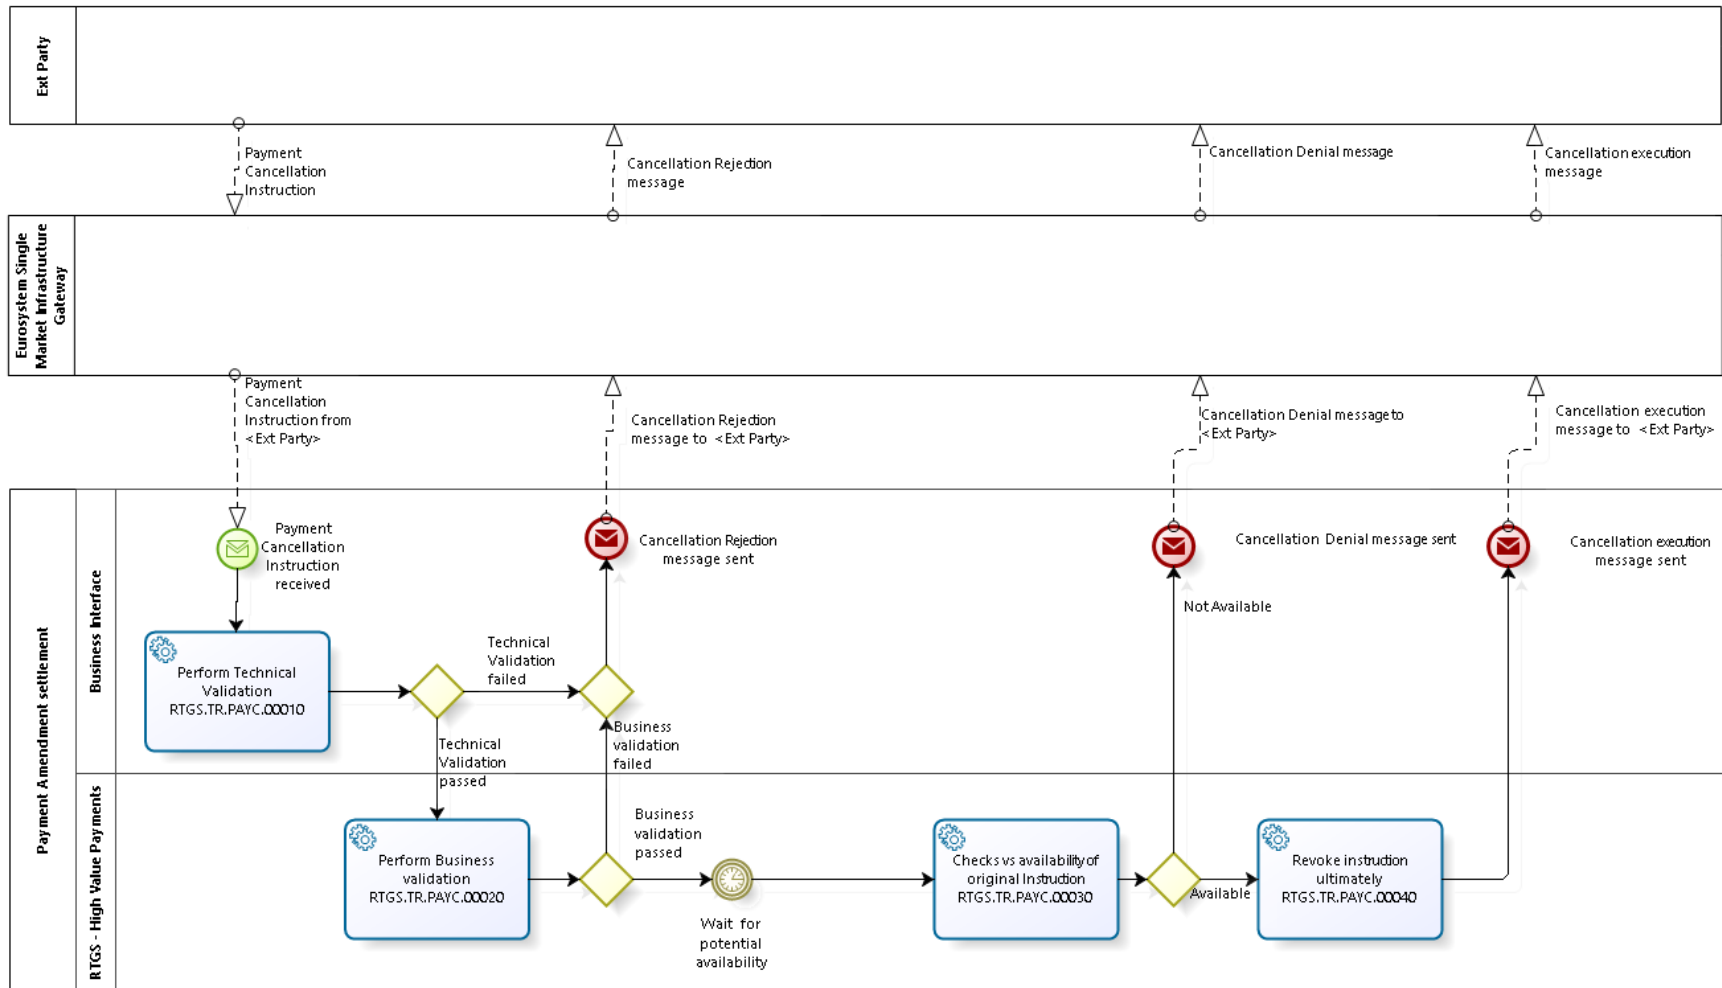 Ext Party
Payment
Cancellation
Instruction
Cancellation Rejection
message
Cancellation Denial message
Cancellation execution
message
Eurosystem Single
Market Infrastructure
Gateway
Payment
Cancellation
Instruction from
<Ext Party>
Cancellation Rejection
message to <Ext Party>
Cancellation Denial message to
<Ext Party>
Cancellation execution
message to <Ext Party>
Payment Amendment settlement
Business Interface
Payment
Cancellation
Instruction
received
Cancellation Rejection
message sent
Cancellation Denial message sent
Cancellation execution
message sent
Not Available
Perform Technical
Validation
RTGS.TR.PAYC.00010
Technical
Validation
failed
Technical
Validation
passed
Business
validation
failed
RTGS - High Value Payments
Perform Business
validation
RTGS.TR.PAYC.00020
Business
validation
passed
Wait for
potential
availability
Checks vs availability of
original Instruction
RTGS.TR.PAYC.00030
Available
Revoke instruction
ultimately
RTGS.TR.PAYC.00040